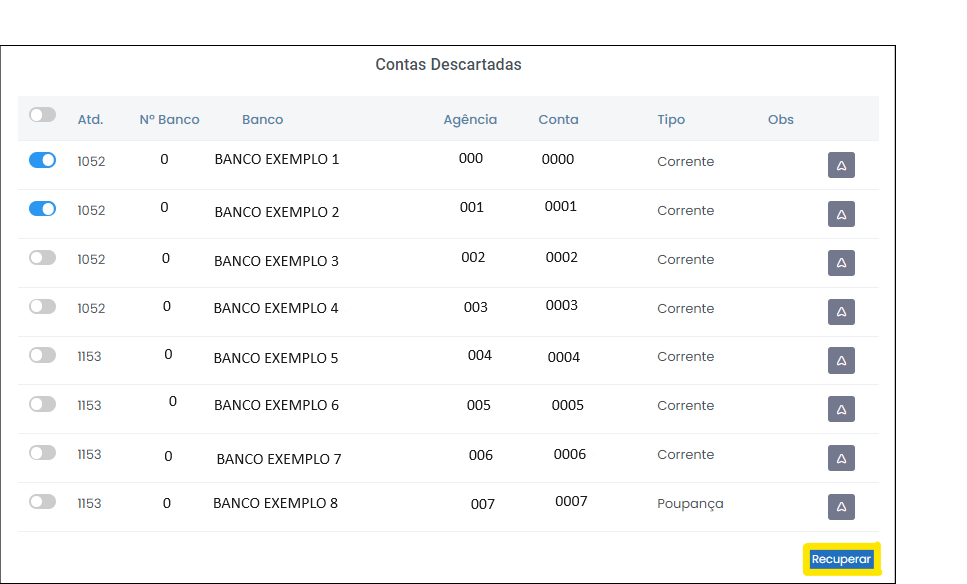 Contas Descartadas
Atd. Nº Banco Banco Agência Conta Tipo Obs
1052 0 BANCO EXEMPLO 1 000 0000 Corrente
1052 0 BANCO EXEMPLO 2 001 0001 Corrente
1052 0 BANCO EXEMPLO 3 002 0002 Corrente
1052 0 BANCO EXEMPLO 4 003 0003 Corrente
1153 0 BANCO EXEMPLO 5 004 0004 Corrente
1153 0 BANCO EXEMPLO 6 005 0005 Corrente
1153 0 BANCO EXEMPLO 7 006 0006 Corrente
1153 0 BANCO EXEMPLO 8 007 0007 Poupança
Recuperar